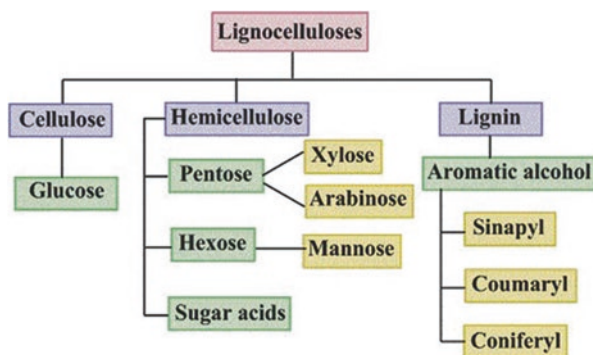 Lignocelluloses
Cellulose
Hemicellulose
Lignin
Glucose
Pentose
Xylose
Arabinose
Aromatic alcohol
Hexose
Mannose
Sinapyl
Sugar acids
Coumaryl
Coniferyl